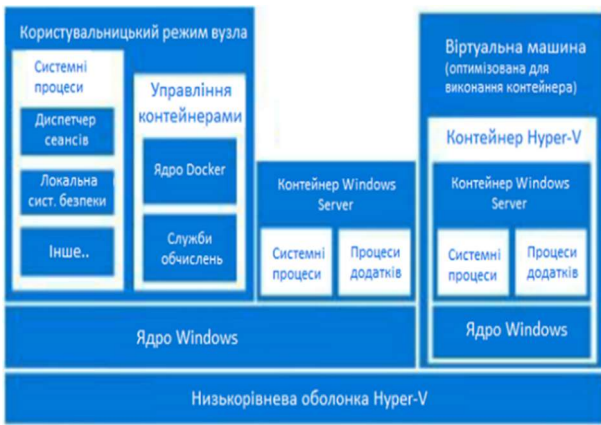 Користувальницький режим вузла
Системні
процеси
Диспетчер
сеансів
Локальна
сист. безпеки
Інше..
Управління
контейнерами
Ядро Docker
Служби
обчислень
Контейнер Windows
Server
Системні
процеси
Процеси
додатків
Ядро Windows
Віртуальна машина
(оптимізована для
виконання контейнера)
Контейнер Hyper-V
Контейнер Windows
Server
Системні
процеси
Процеси
додатків
Ядро Windows
Низькорівнева оболонка Hyper-V